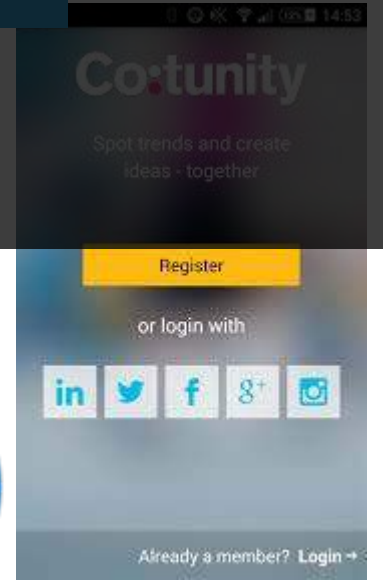 14:53
Co:tunity
Spot trends and create
ideas - together
Register
or login with
in f g+
Already a member? Login →